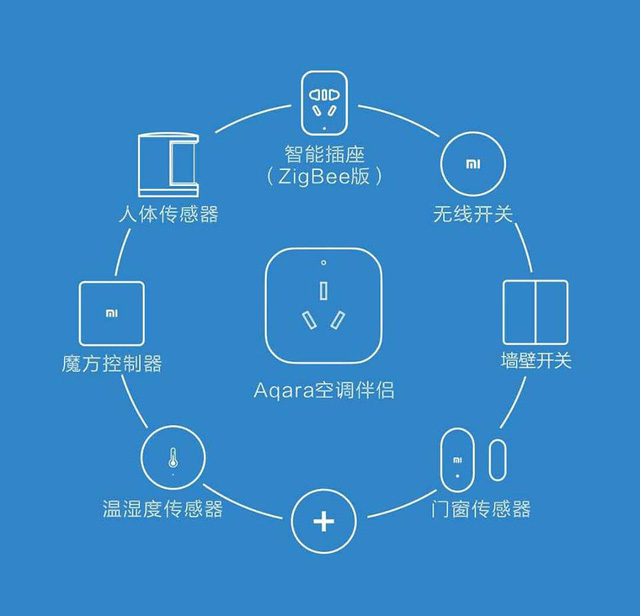 智能插座
（ZigBee版）
人体传感器
mi
无线开关
mi
魔方控制器
墙壁开关
Aqara空调伴侣
mi
温湿度传感器
门窗传感器
+